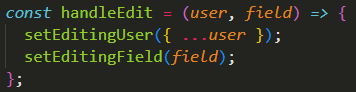 const handleEdit = (user, field) => {
  setEditingUser({ ...user });
  setEditingField(field);
};